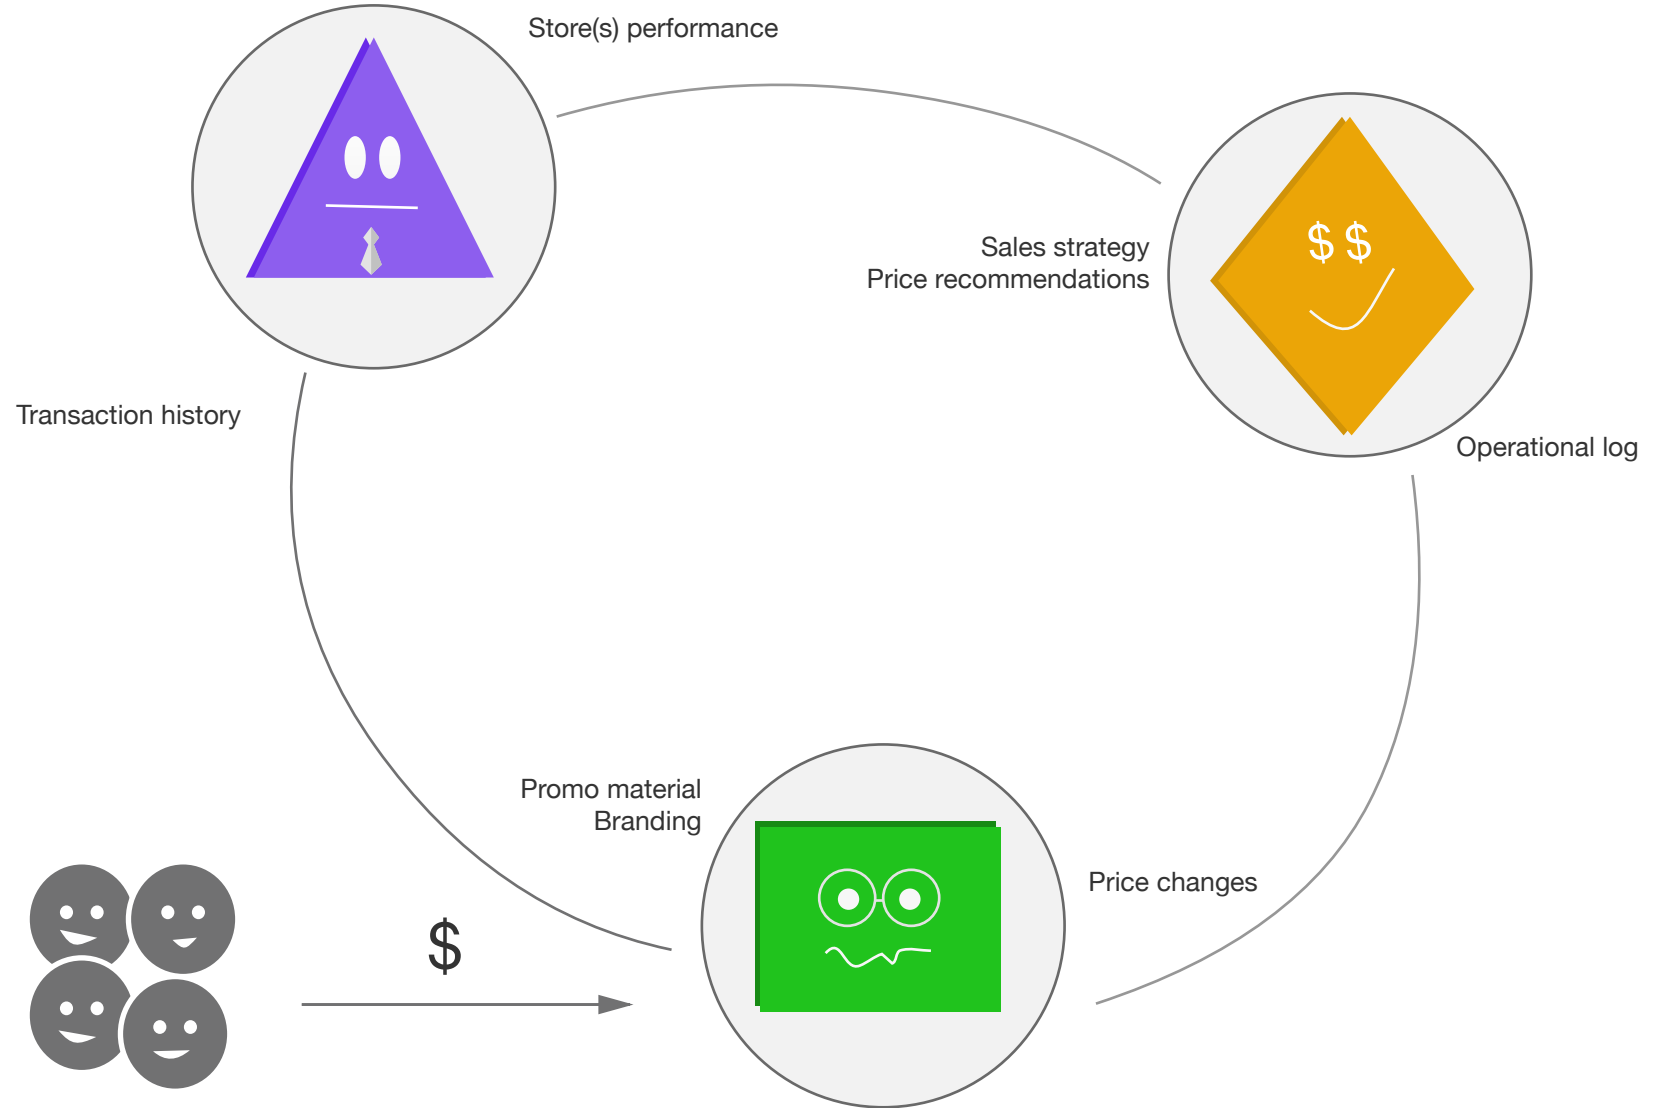 Store(s) performance
$ $
Sales strategy
Price recommendations
Transaction history
Operational log
Promo material
Branding
Price changes
$